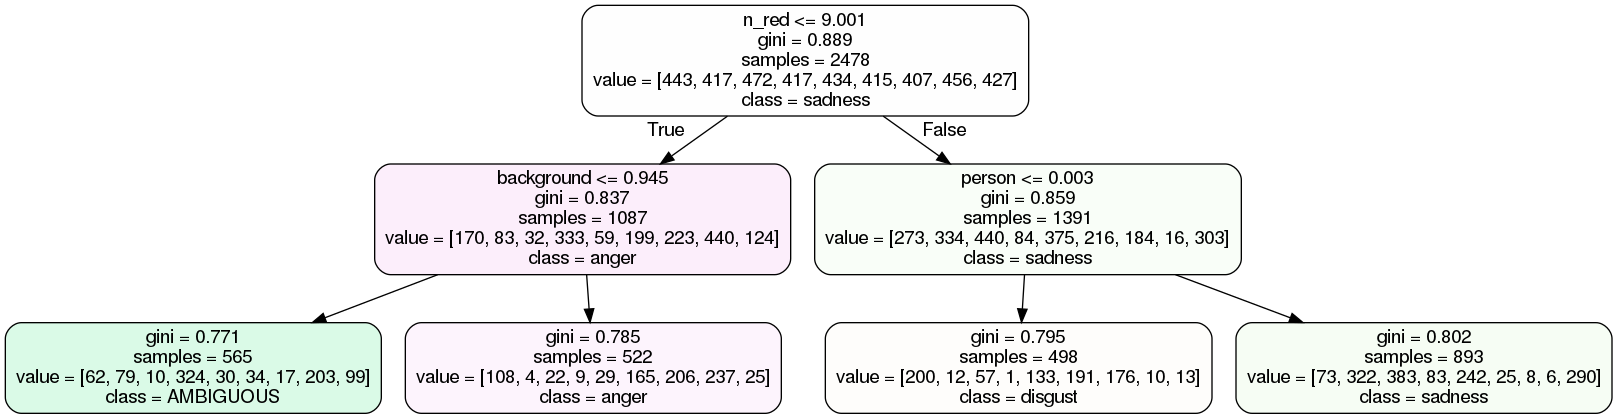 n_red <= 9.001
gini = 0.889
samples = 2478
value = [443, 417, 472, 417, 434, 415, 407, 456, 427]
class = sadness
True
False
background <= 0.945
gini = 0.837
samples = 1087
value = [170, 83, 32, 333, 59, 199, 223, 440, 124]
class = anger
person <= 0.003
gini = 0.859
samples = 1391
value = [273, 334, 440, 84, 375, 216, 184, 16, 303]
class = sadness
gini = 0.771
samples = 565
value = [62, 79, 10, 324, 30, 34, 17, 203, 99]
class = AMBIGUOUS
gini = 0.785
samples = 522
value = [108, 4, 22, 9, 29, 165, 206, 237, 25]
class = anger
gini = 0.795
samples = 498
value = [200, 12, 57, 1, 133, 191, 176, 10, 13]
class = disgust
gini = 0.802
samples = 893
value = [73, 322, 383, 83, 242, 25, 8, 6, 290]
class = sadness